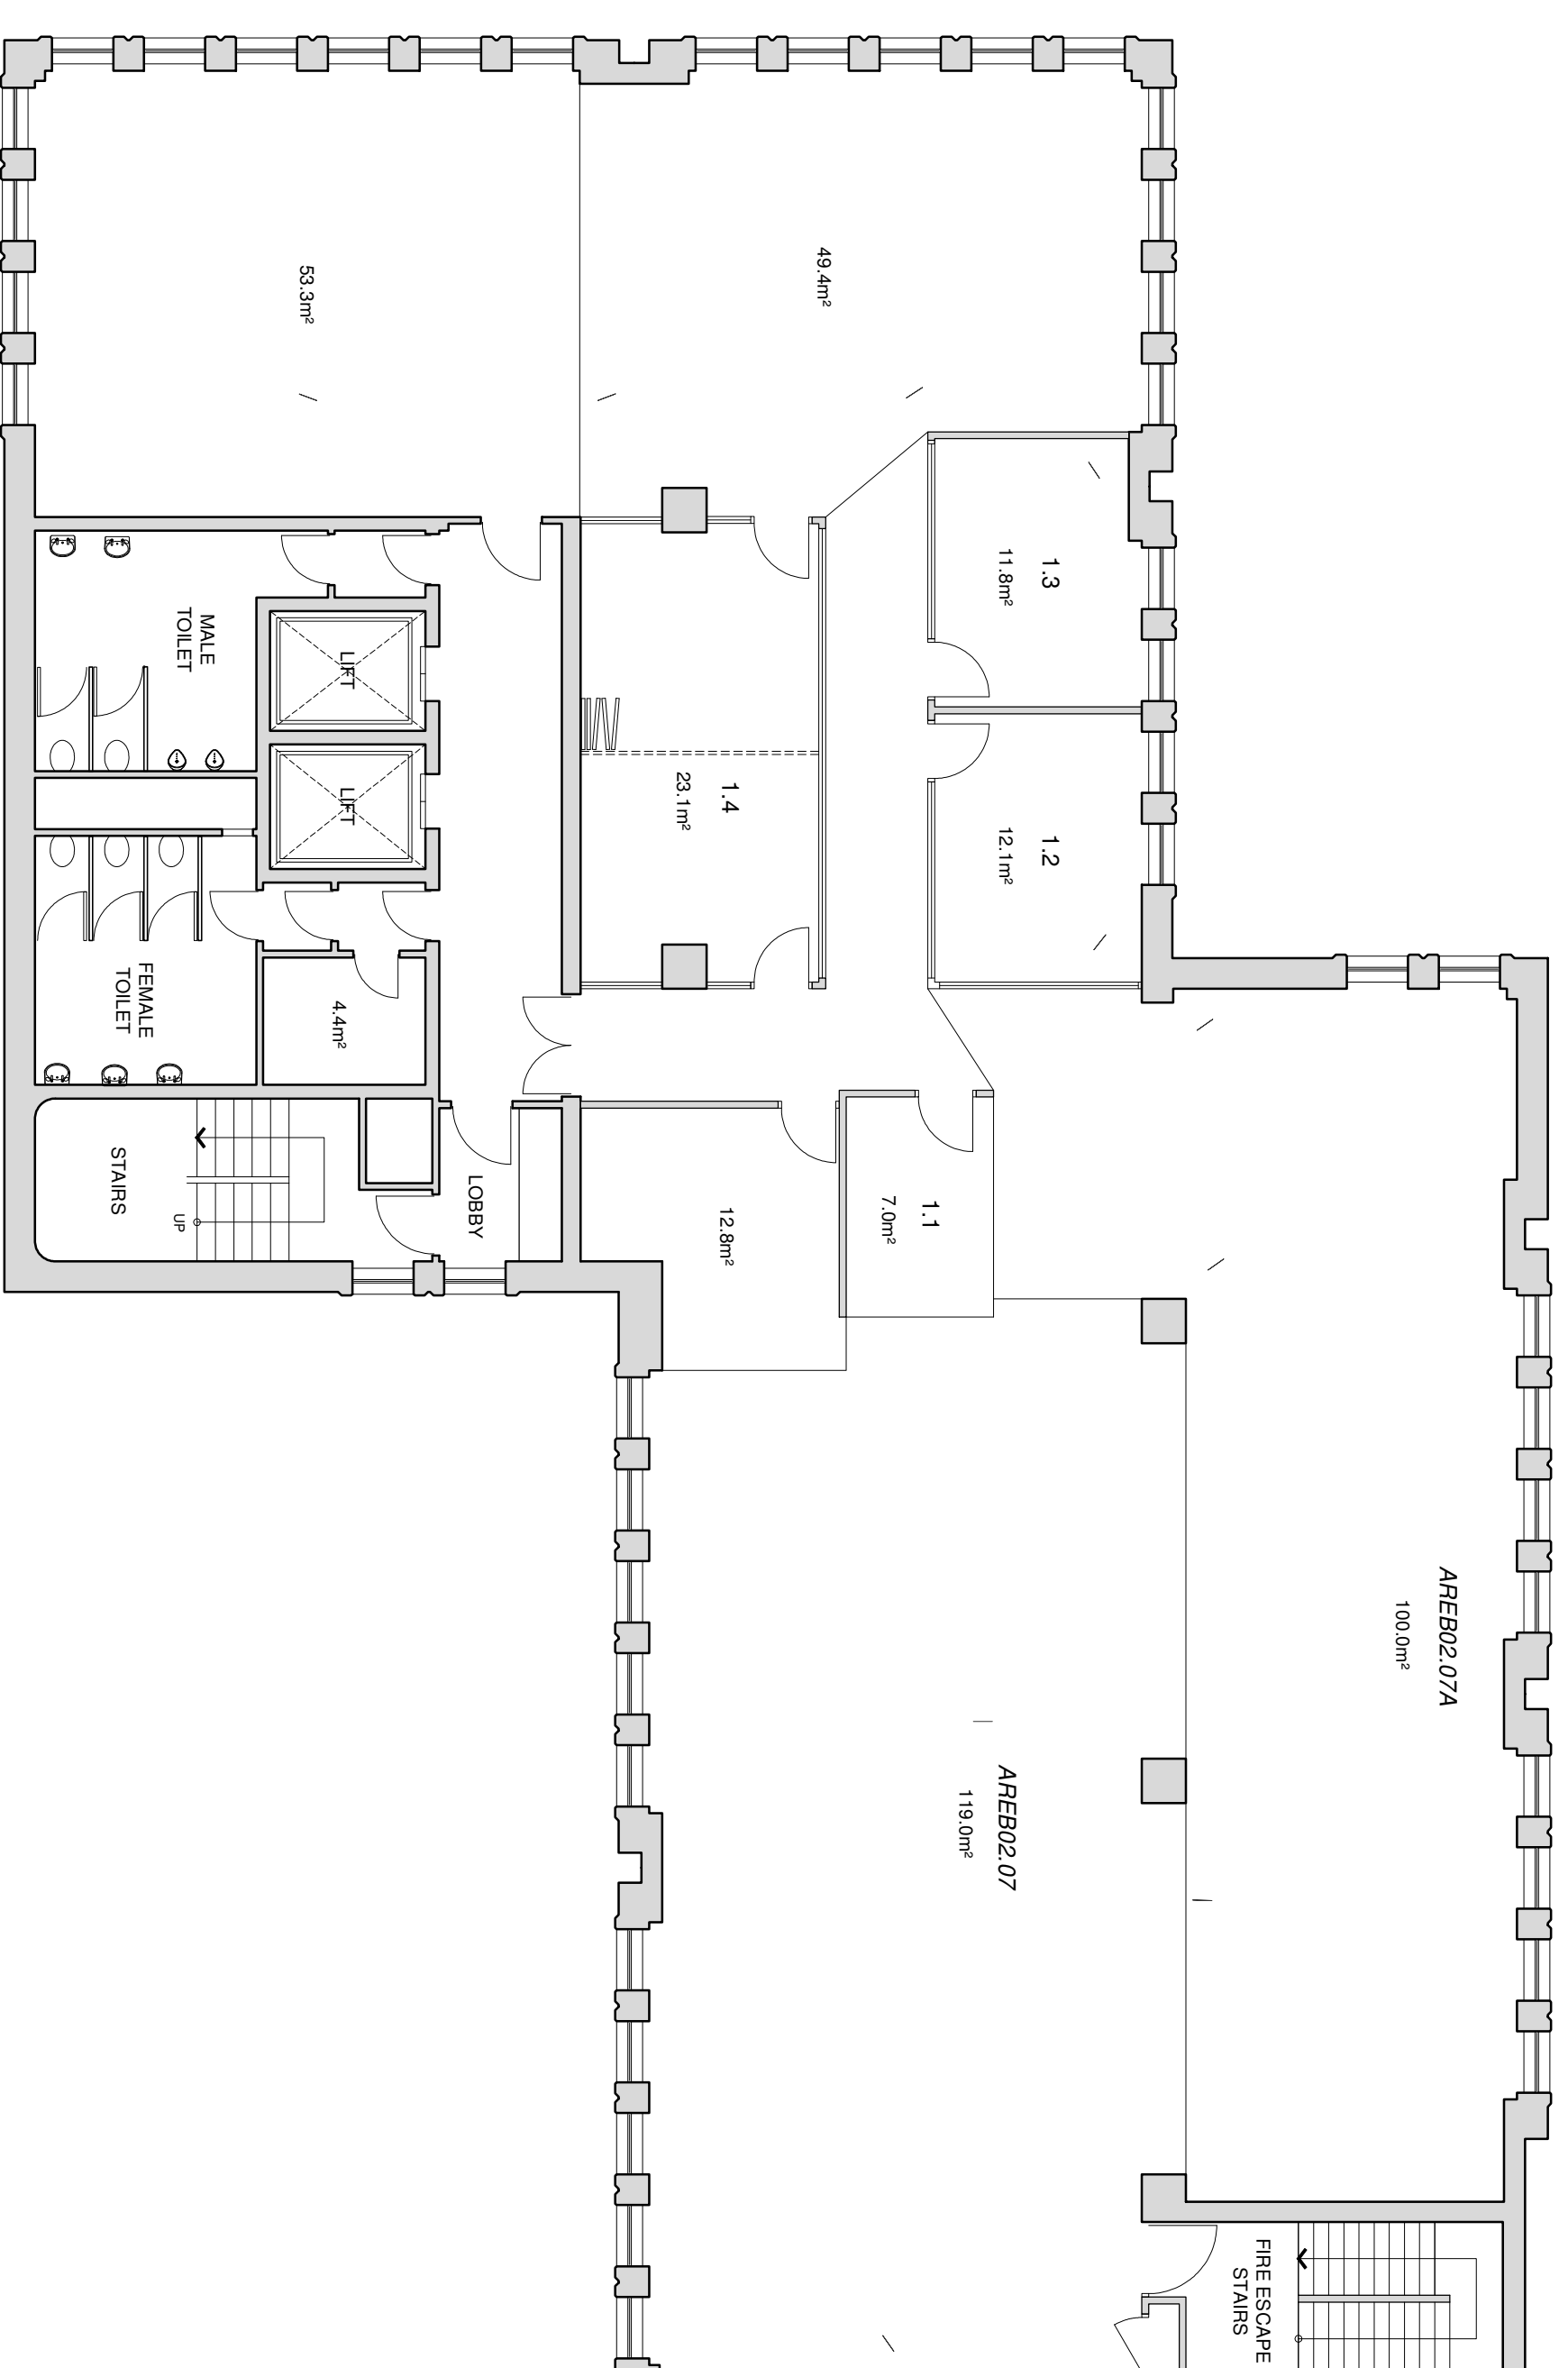 49.4m²
53.3m²
1.3
11.8m²
1.2
12.1m²
1.4
23.1m²
MALE
TOILET
LIFT
LIFT
FEMALE
TOILET
4.4m²
STAIRS
UP
LOBBY
12.8m²
1.1
7.0m²
AREB02.07A
100.0m²
AREB02.07
119.0m²
FIRE ESCAPE
STAIRS